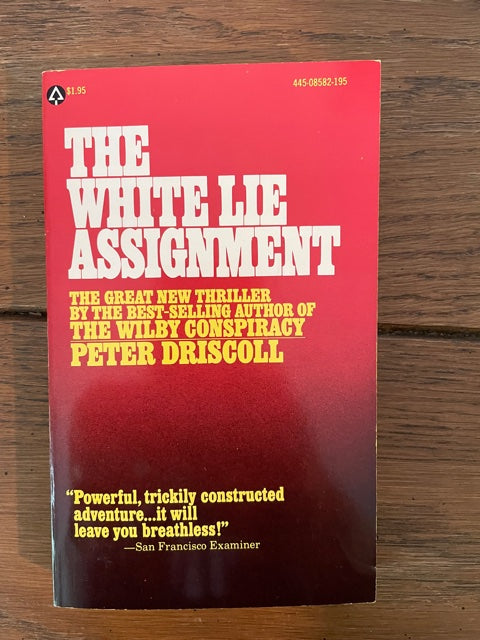 $1.95
445-08582-195
THE
WHITE LIE
ASSIGNMENT
THE GREAT NEW THRILLER
BY THE BEST-SELLING AUTHOR OF
THE WILBY CONSPIRACY
PETER DRISCOLL
“Powerful, trickily constructed
adventure...it will
leave you breathless!”
—San Francisco Examiner